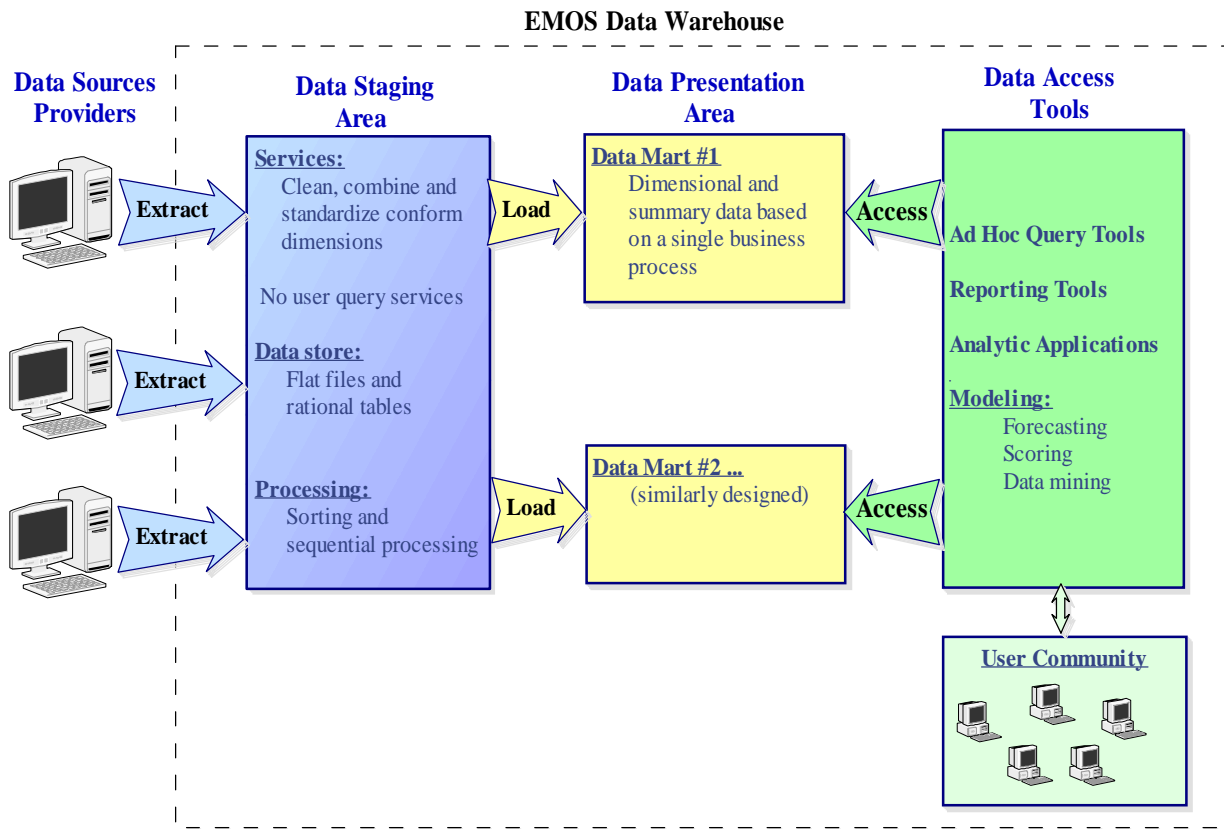 EMOS Data Warehouse
Data Sources
Providers
Data Staging
Area
Data Presentation
Area
Data Access
Tools
Extract
Extract
Extract
Services:
Clean, combine and
standardize conform
dimensions
No user query services
Data store:
Flat files and
rational tables
Processing:
Sorting and
sequential processing
Load
Load
Data Mart #1
Dimensional and
summary data based
on a single business
process
Data Mart #2 ...
(similarly designed)
Access
Access
Ad Hoc Query Tools
Reporting Tools
Analytic Applications
Modeling:
Forecasting
Scoring
Data mining
User Community